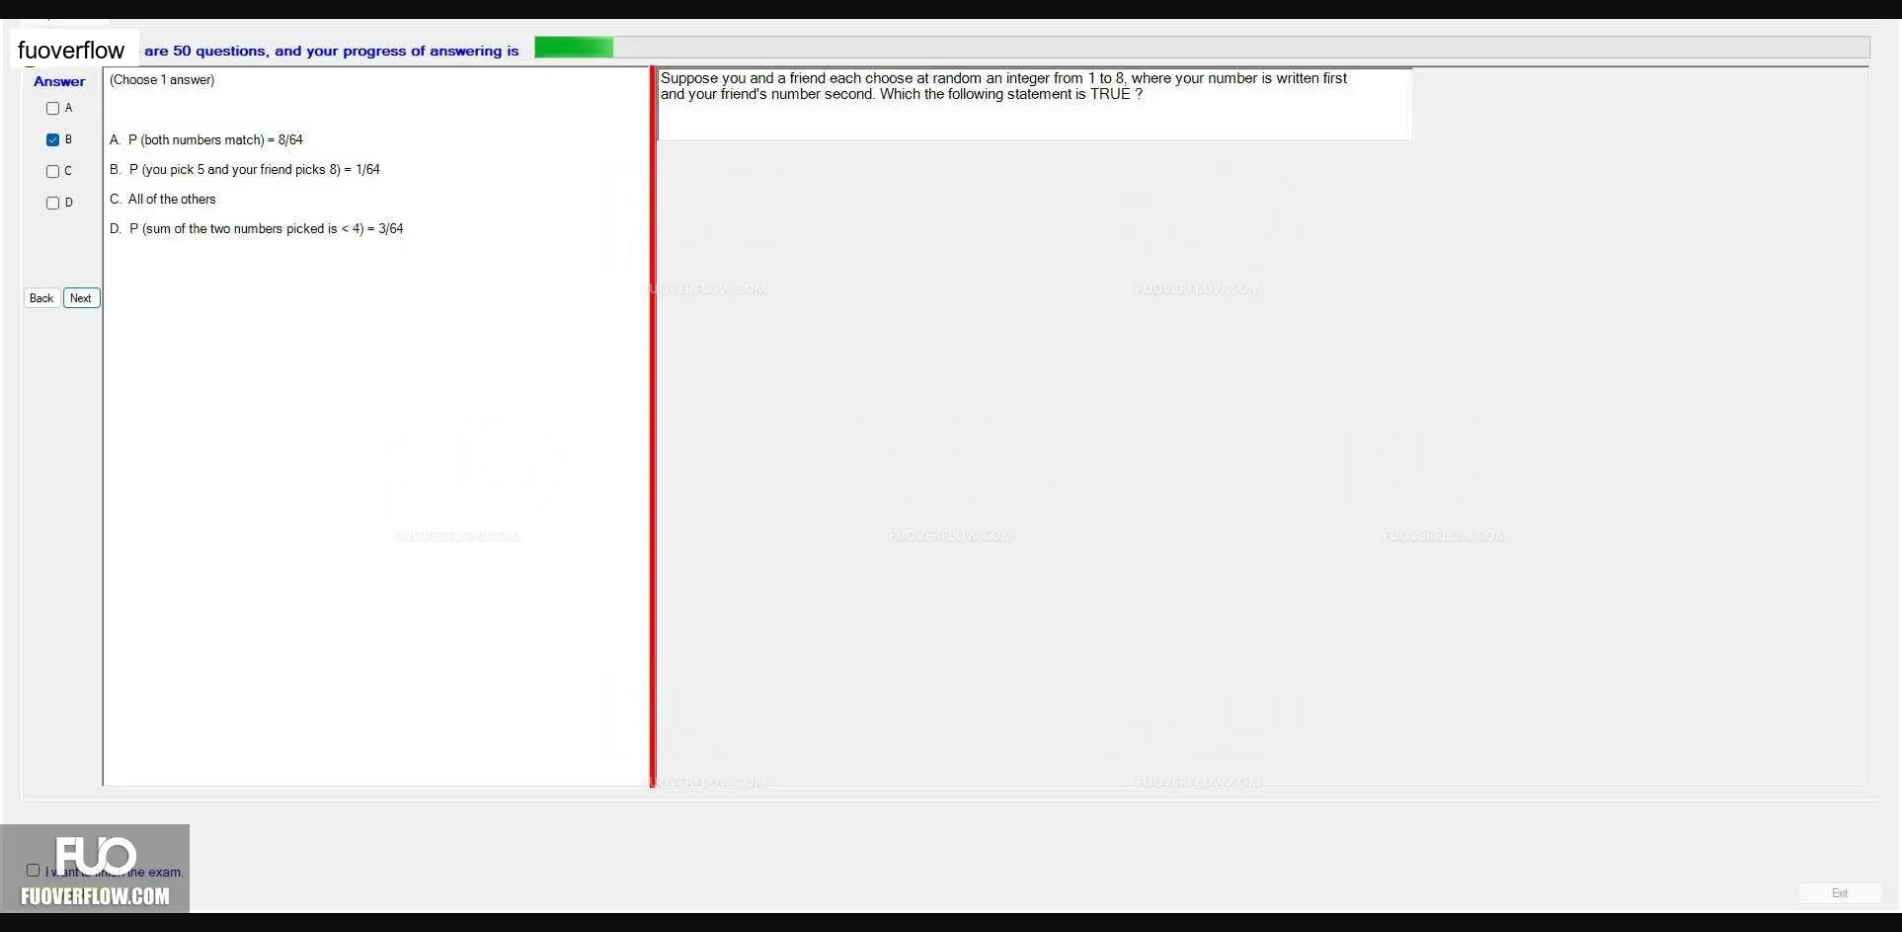 fuoverflow are 50 questions, and your progress of answering is
Answer
(Choose 1 answer)
Suppose you and a friend each choose at random an integer from 1 to 8, where your number is written first
and your friend's number second. Which the following statement is TRUE ?
A
B
C
D
A. P (both numbers match) = 8/64
B. P (you pick 5 and your friend picks 8) = 1/64
C. All of the others
D. P (sum of the two numbers picked is < 4) = 3/64
Back Next
FUOVERFLOW.COM
FUOVERFLOW.COM
FUOVERFLOW.COM
FUOVERFLOW.COM
FUOVERFLOW.COM
FUOVERFLOW.COM
FUOVERFLOW.COM
FUO
I want to finish the exam.
FUOVERFLOW.COM
Exit